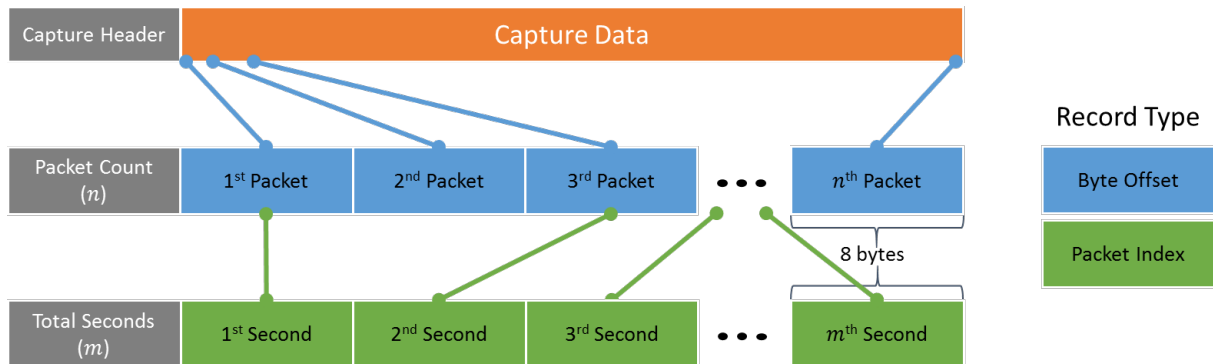 Capture Header
Capture Data
Record Type
Packet Count
(n)
1st Packet
2nd Packet
3rd Packet
•••
nth Packet
Byte Offset
8 bytes
Packet Index
Total Seconds
(m)
1st Second
2nd Second
3rd Second
•••
mth Second